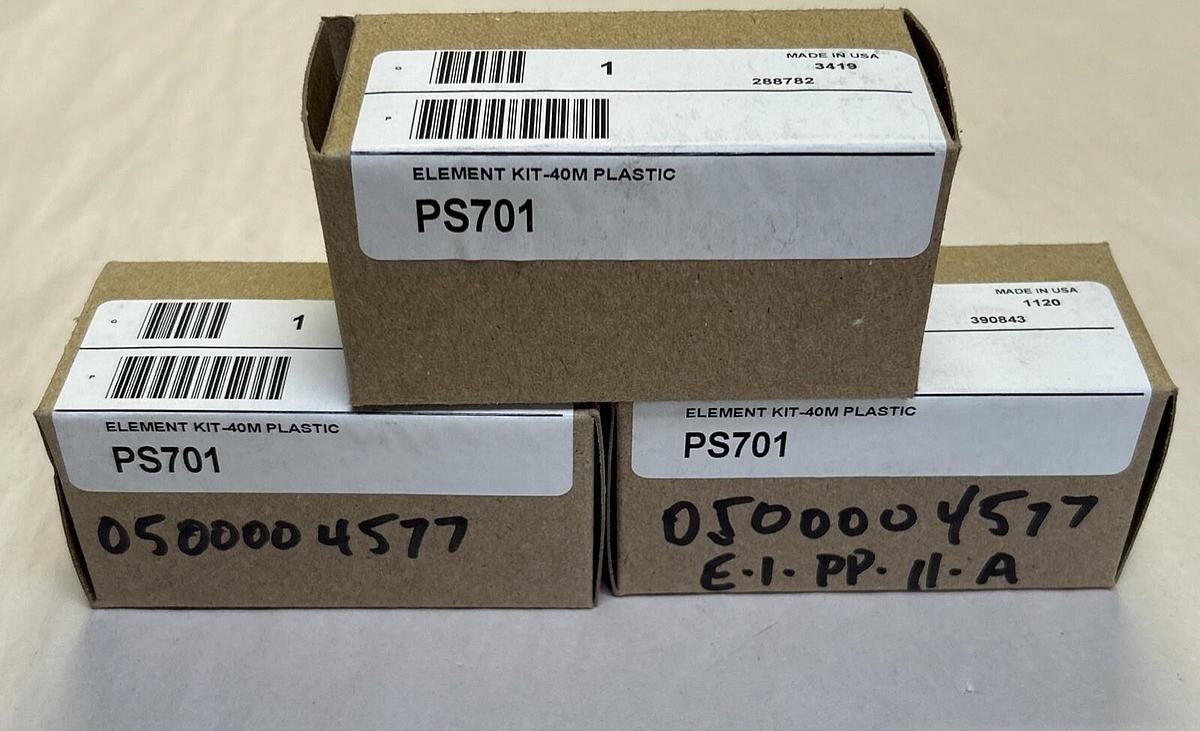 G 1 MADE IN USA
3419
288782
P
ELEMENT KIT-40M PLASTIC
PS701
G 1
P
ELEMENT KIT-40M PLASTIC
PS701
0500004577
MADE IN USA
1120
390843
ELEMENT KIT-40M PLASTIC
PS701
0500004577
E.I. PP. 11-A